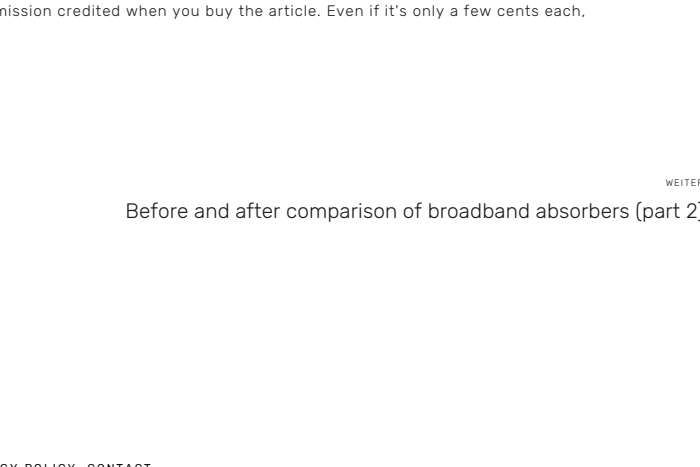 mission credited when you buy the article. Even if it's only a few cents each,
WEITER
Before and after comparison of broadband absorbers (part 2)
CY POLICY CONTACT